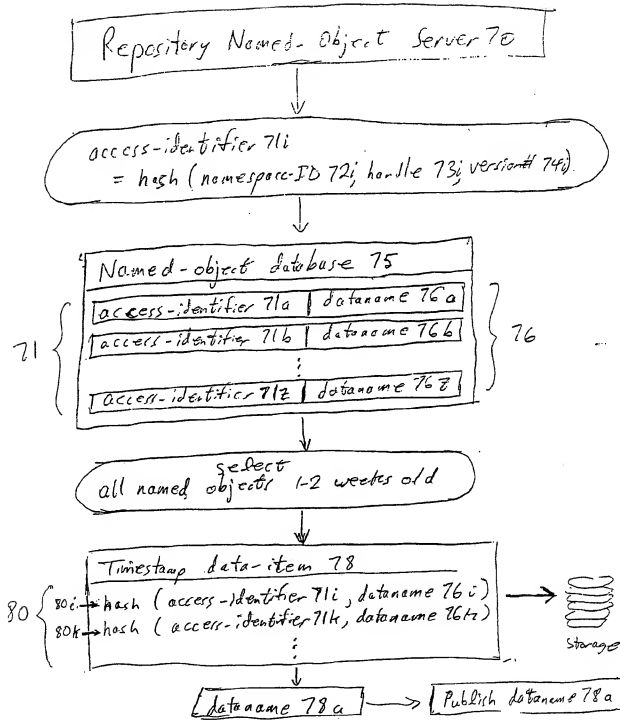 Repository Named-Object Server 70
access-identifier 71i
= hash (namespace-ID 72i, handle 73i, version# 74i)
Named-object database 75
access-identifier 71a dataname 76a
71 access-identifier 71b dataname 76b 76
access-identifier 71z dataname 76z
select
all named objects 1-2 weeks old
Timestamp data-item 78
80 80i hash (access-identifier 71i, dataname 76i)
80k hash (access-identifier 71k, dataname 76k)
Storage
dataname 78a Publish dataname 78a